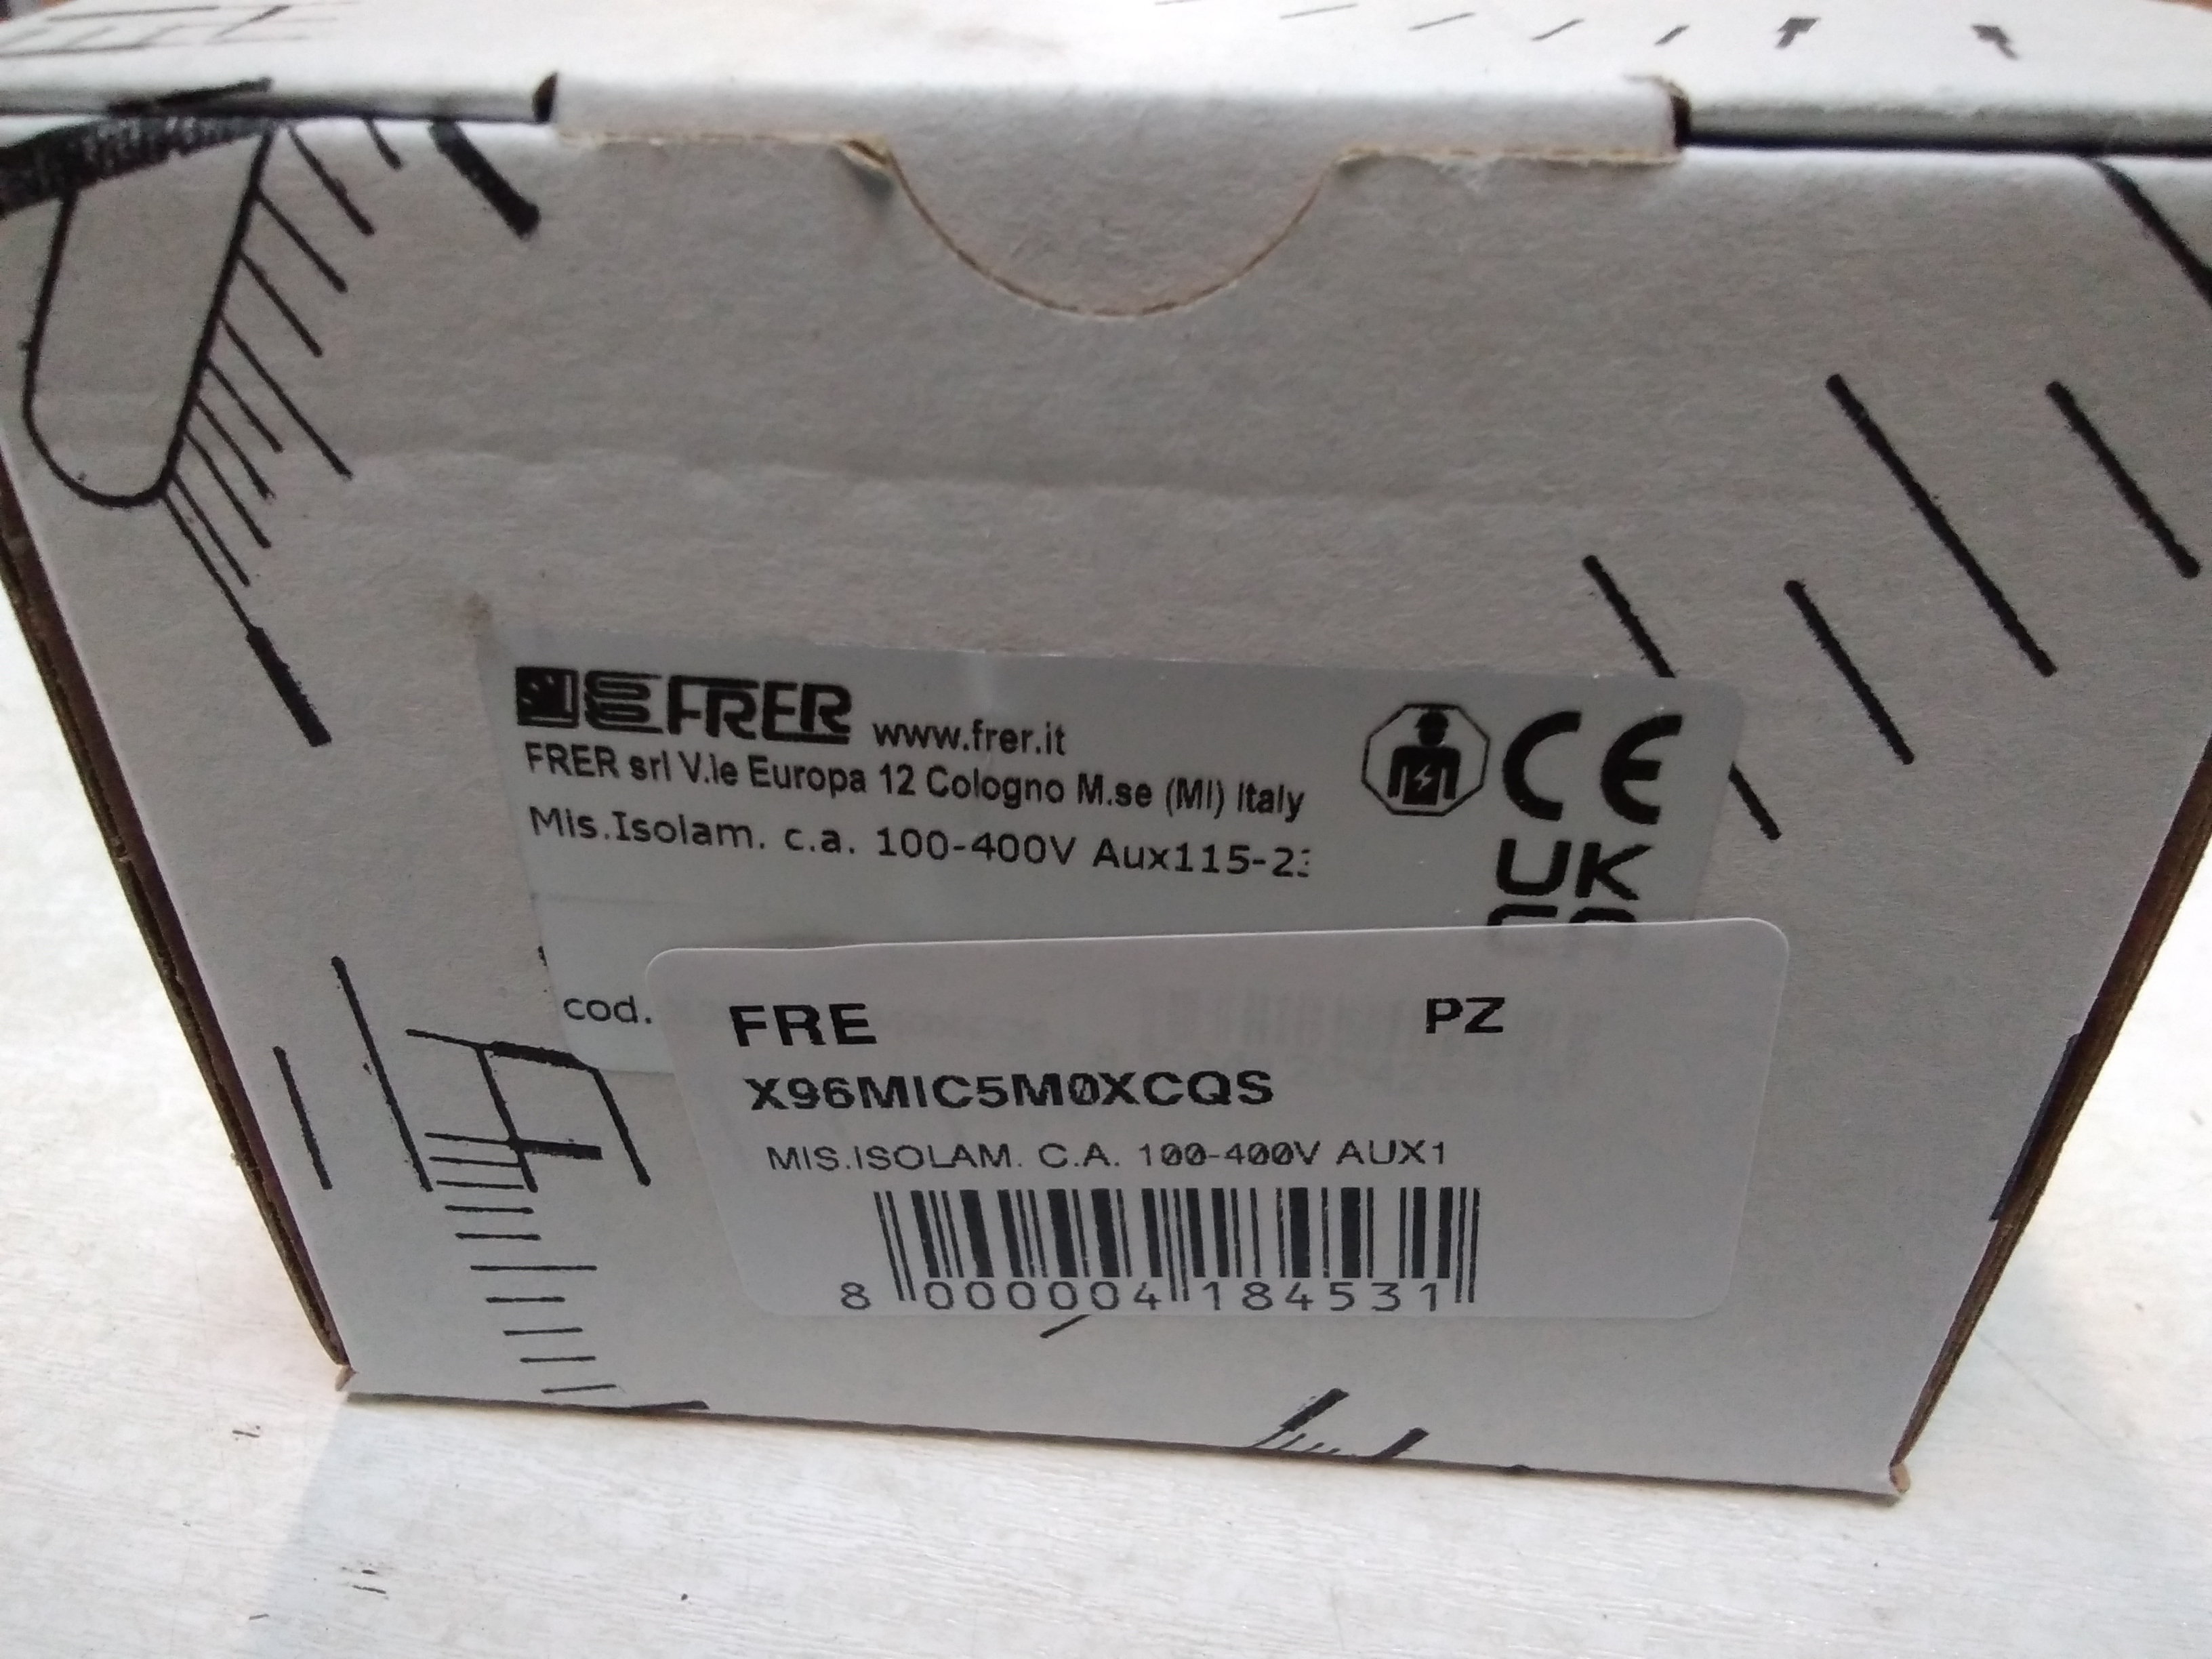 FRER www.frer.it
FRER srl V.le Europa 12 Cologno M.se (MI) Italy
Mis.Isolam. c.a. 100-400V Aux115-23
CE
UK
cod.
FRE PZ
X96MIC5M0XCQS
MIS.ISOLAM. C.A. 100-400V AUX1
8 000004 184531